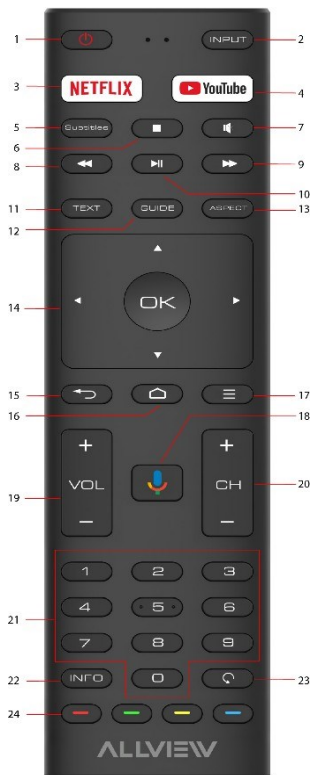 1 INPUT 2
3 NETFLIX YouTube 4
5 Subtitles 7
6
8 9
10
11 TEXT GUIDE ASPECT 13
12
14 OK
15 17
16
18
+ +
19 VOL CH 20
− −
1 2 3
21 4 5 6
7 8 9
22 INFO 0 23
24
ALLVIEW